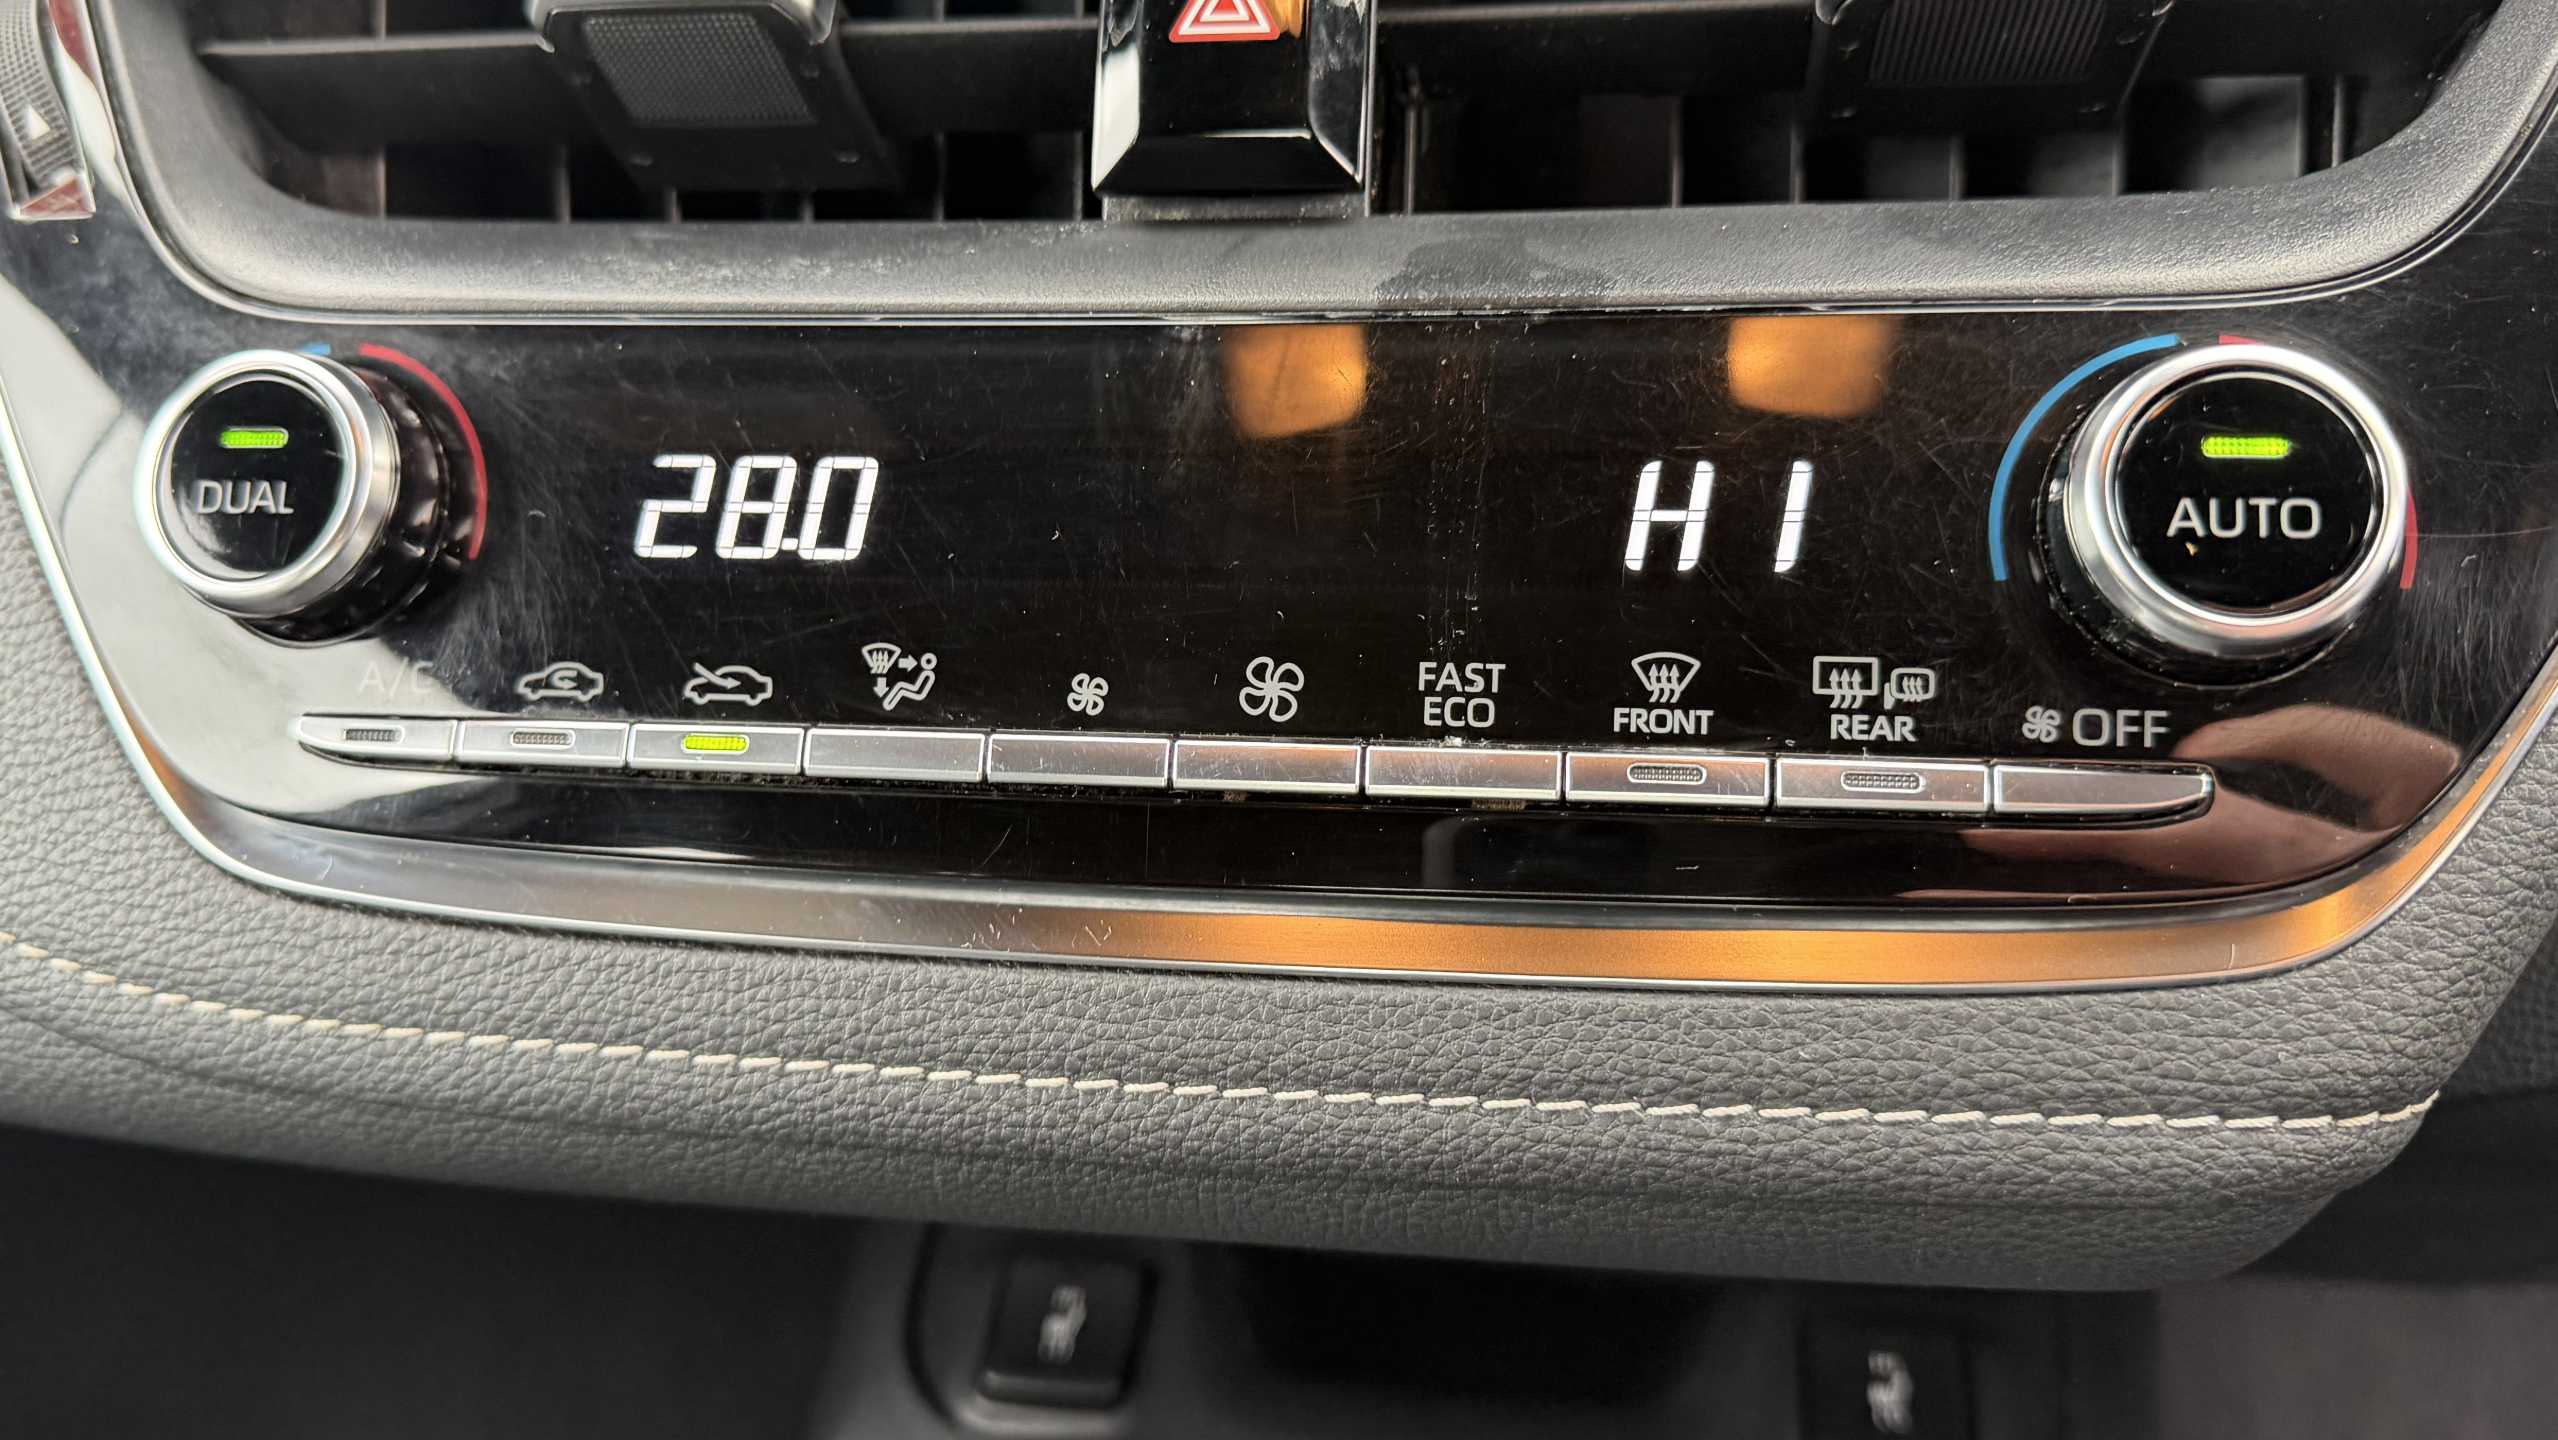 28.0
HI
DUAL
AUTO
A/C
FAST
ECO
FRONT
REAR
OFF